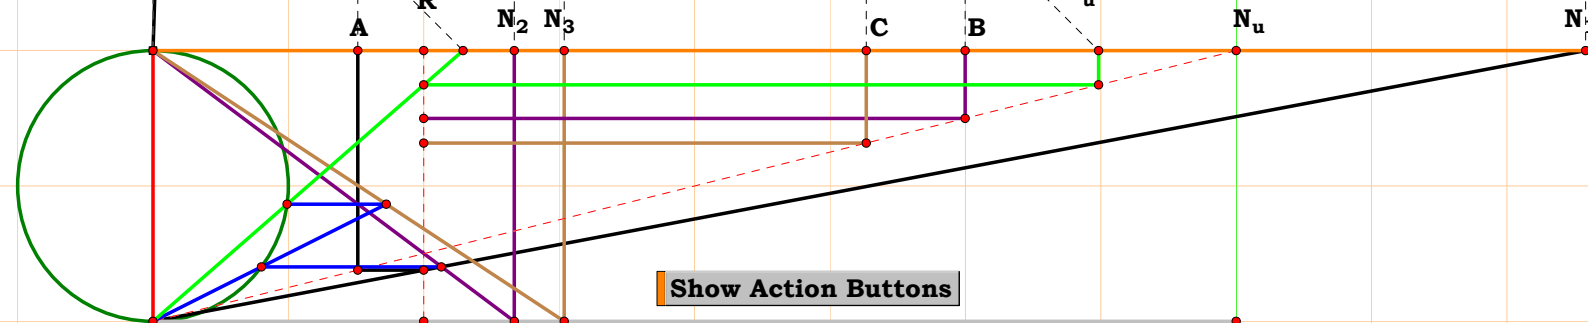 R
u
A N₂ N₃ C B Nᵤ N
Show Action Buttons